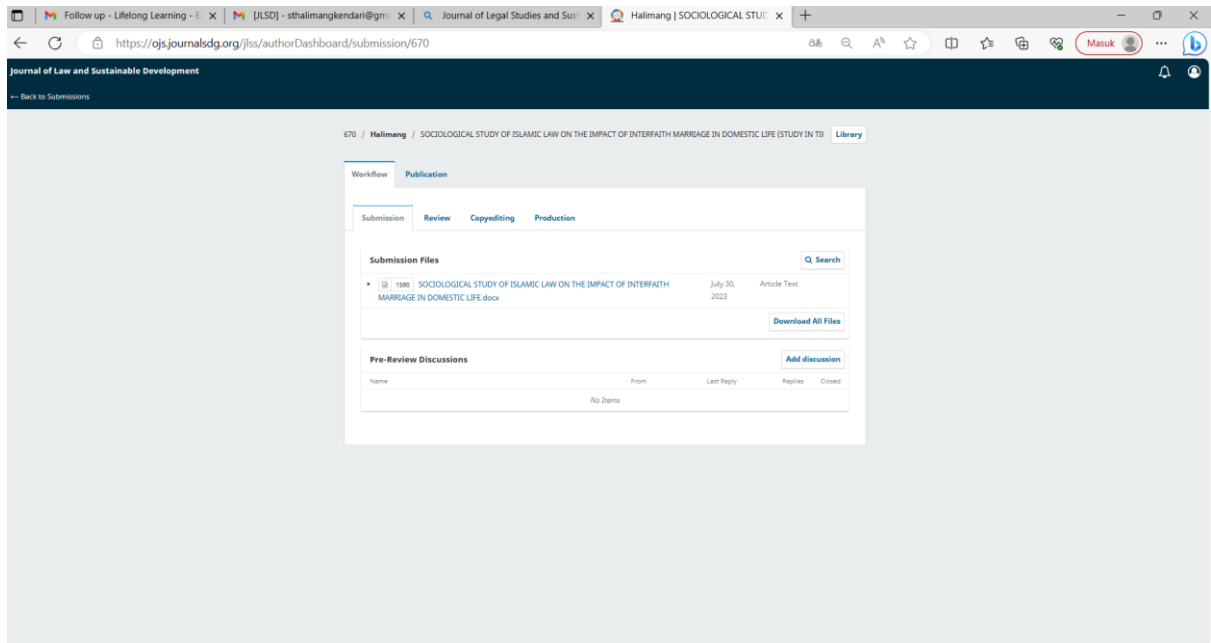 Follow up - Lifelong Learning - E
[JLSD] - sthalimangkendari@gm
Journal of Legal Studies and Sust
Halimang | SOCIOLOGICAL STUD
https://ojs.journalsdg.org/jlss/authorDashboard/submission/670
Masuk
Journal of Law and Sustainable Development
← Back to Submissions
670 / Halimang / SOCIOLOGICAL STUDY OF ISLAMIC LAW ON THE IMPACT OF INTERFAITH MARRIAGE IN DOMESTIC LIFE (STUDY IN TI
Library
Workflow Publication
Submission Review Copyediting Production
Submission Files
Search
1590 SOCIOLOGICAL STUDY OF ISLAMIC LAW ON THE IMPACT OF INTERFAITH
MARRIAGE IN DOMESTIC LIFE.docx
July 30,
2023
Article Text
Download All Files
Pre-Review Discussions
Add discussion
Name From Last Reply Replies Closed
No Items